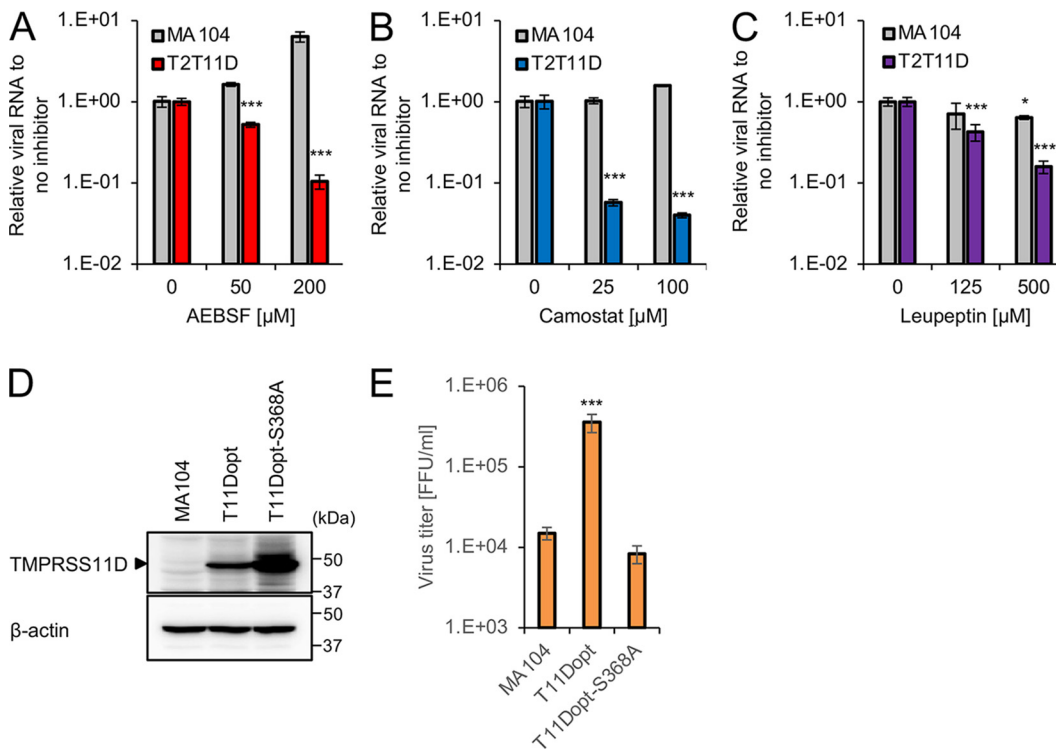 A
Relative viral RNA to
no inhibitor
1.E+01
1.E+00
1.E-01
1.E-02
MA104
T2T11D
***
***
0
50
200
AEBSF [µM]
B
Relative viral RNA to
no inhibitor
1.E+01
1.E+00
1.E-01
1.E-02
MA104
T2T11D
***
***
0
25
100
Camostat [µM]
C
Relative viral RNA to
no inhibitor
1.E+01
1.E+00
1.E-01
1.E-02
MA104
T2T11D
***
*
***
0
125
500
Leupeptin [µM]
D
MA104
T11Dopt
T11Dopt-S368A
(kDa)
TMPRSS11D
50
37
β-actin
50
37
E
Virus titer [FFU/ml]
1.E+06
1.E+05
1.E+04
1.E+03
***
MA104
T11Dopt
T11Dopt-S368A